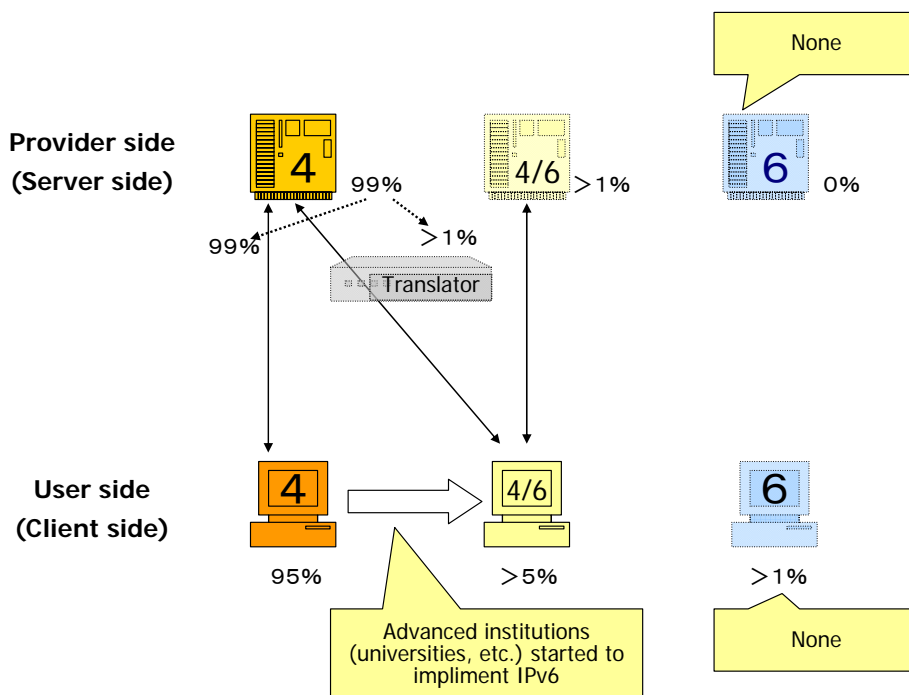 None
Provider side
(Server side)
4
99%
4/6
>1%
6
0%
99%
>1%
Translator
User side
(Client side)
4
4/6
6
95%
>5%
>1%
Advanced institutions
(universities, etc.) started to
impliment IPv6
None